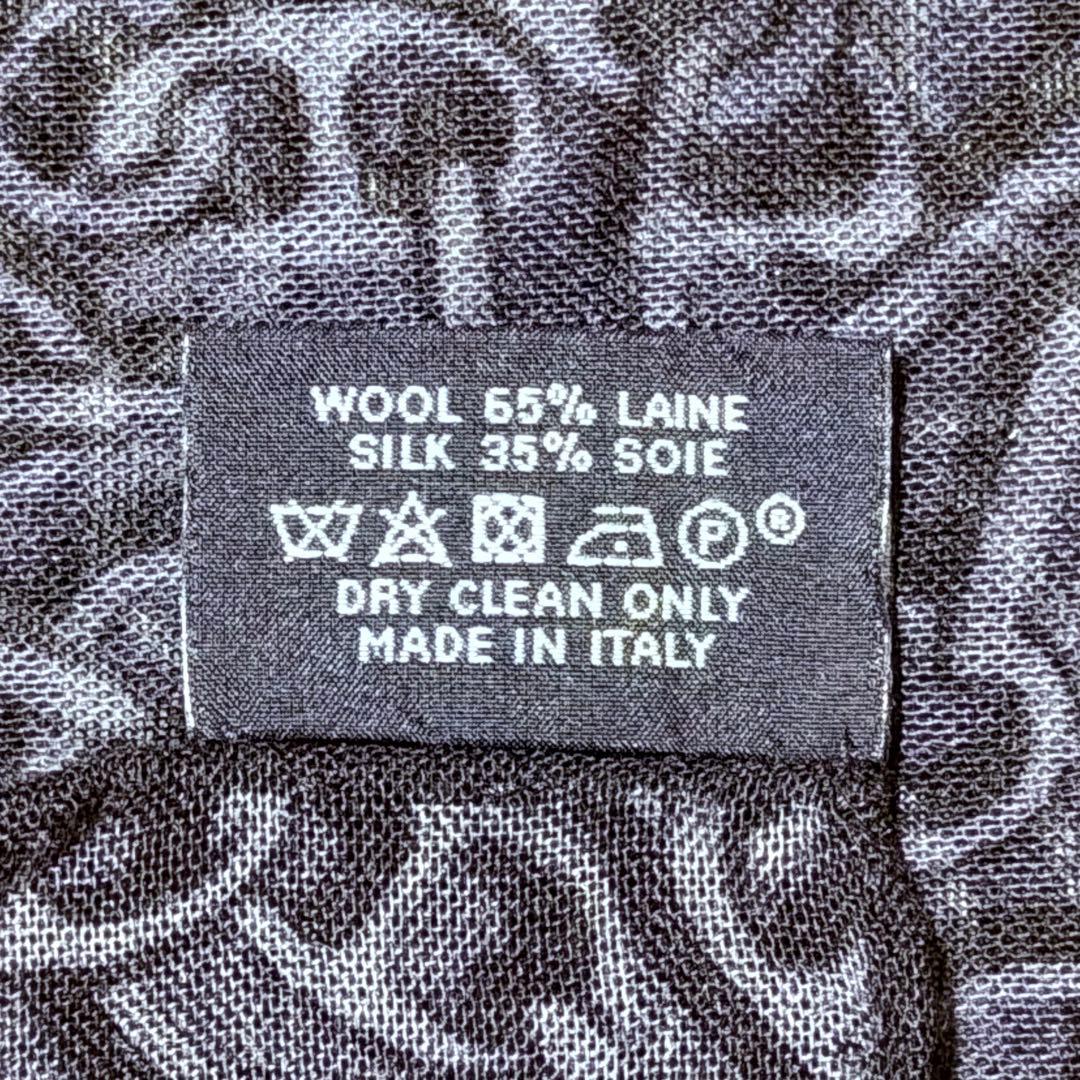 WOOL 65% LAINE
SILK 35% SOIE
P ®
DRY CLEAN ONLY
MADE IN ITALY